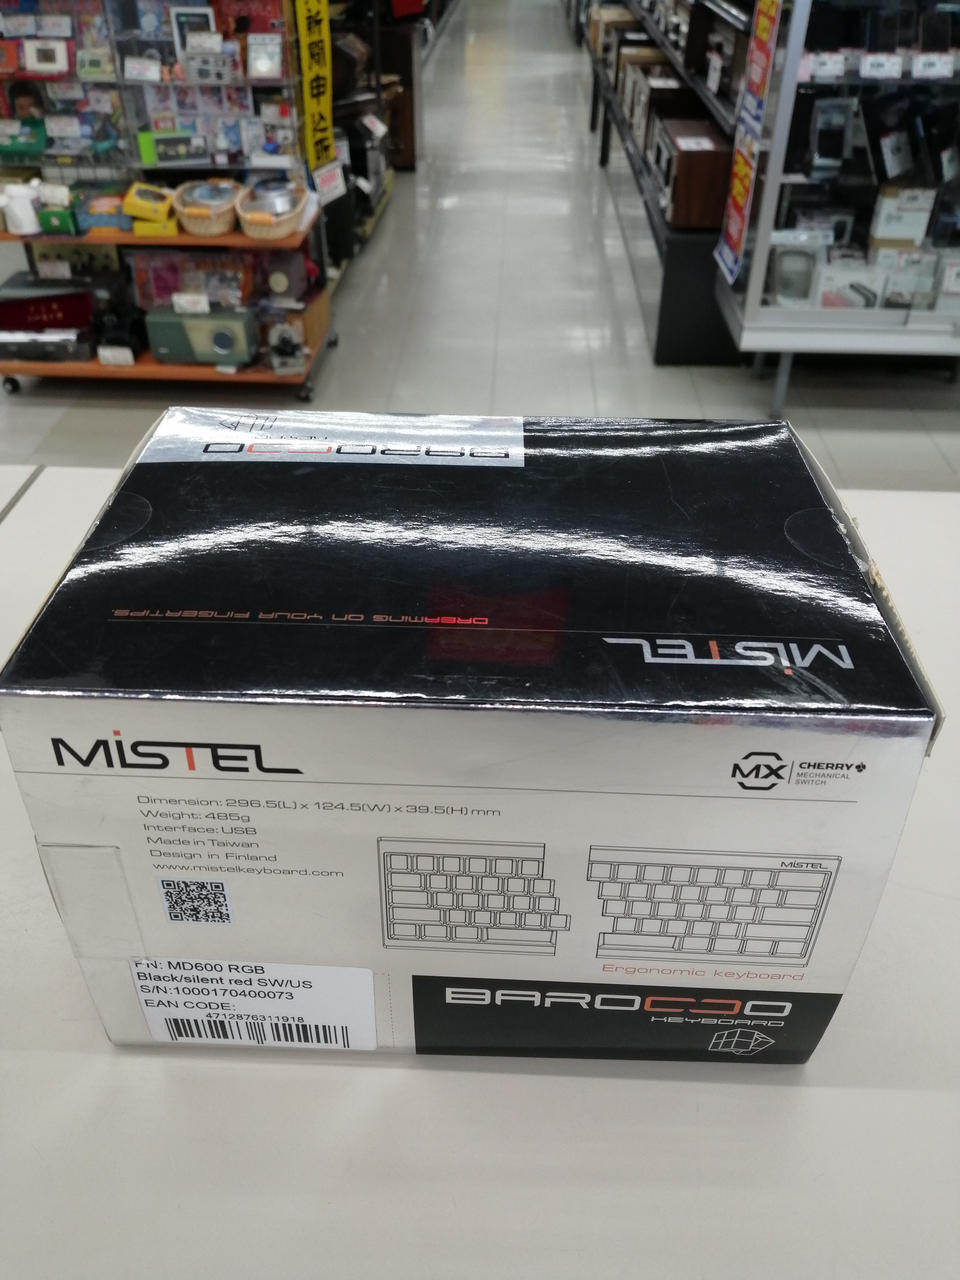 BAROCCO
DREAMING ON YOUR FINGERTIPS.
MiSTEL
MiSTEL
MX
CHERRY
MECHANICAL
SWITCH
Dimension: 296.5(L) x 124.5(W) x 39.5(H) mm
Weight: 485g
Interface: USB
Made in Taiwan
Design in Finland
www.mistelkeyboard.com
MiSTEL
Ergonomic keyboard
PN: MD600 RGB
Black/silent red SW/US
S/N:1000170400073
EAN CODE:
4712876311918
BAROCCO
KEYBOARD